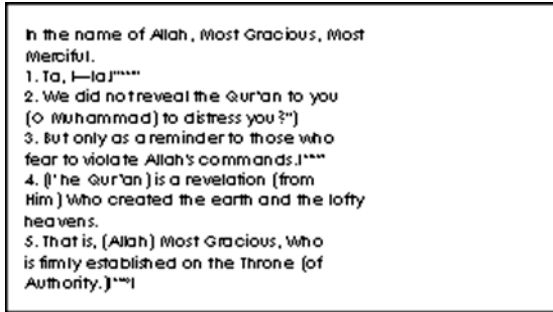 In the name of Allah, Most Gracious, Most
Merciful.
1. Ta, Ha.
2. We did not reveal the Qur'an to you
(O Muhammad) to distress you?")
3. But only as a reminder to those who
fear to violate Allah's commands.
4. (The Qur'an) is a revelation (from
Him) Who created the earth and the lofty
heavens.
5. That is, (Allah) Most Gracious, Who
is firmly established on the Throne (of
Authority.)